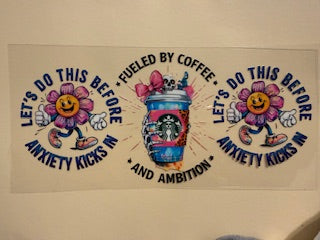 LET'S DO THIS BEFORE
ANXIETY KICKS IN
FUELED BY COFFEE
AND AMBITION
LET'S DO THIS BEFORE
ANXIETY KICKS IN